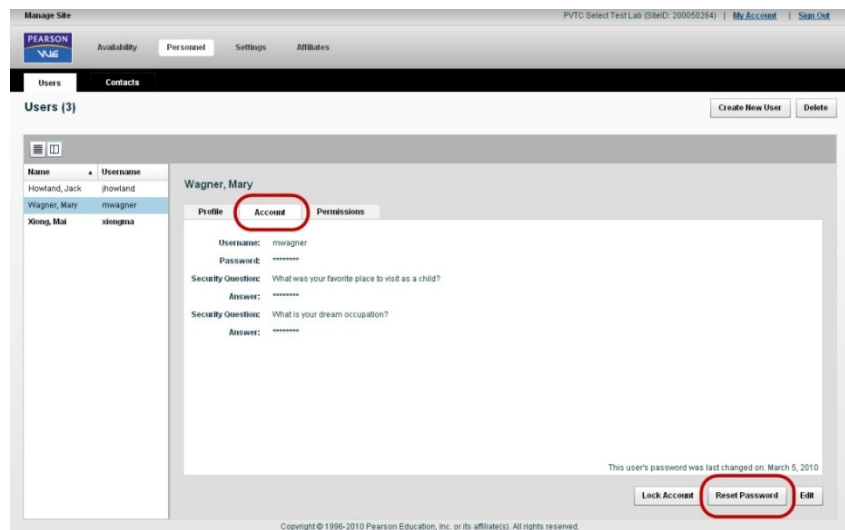 Manage Site PVTC Select Test Lab (SiteID: 200050284) | My Account | Sign Out
PEARSON
VUE
Availability Personnel Settings Affiliates
Users Contacts
Users (3) Create New User Delete
Name Username
Howland, Jack jhowland
Wagner, Mary mwagner
Xiong, Mai xiongma
Wagner, Mary
Profile Account Permissions
Username: mwagner
Password: ********
Security Question: What was your favorite place to visit as a child?
Answer: ********
Security Question: What is your dream occupation?
Answer: ********
This user's password was last changed on: March 5, 2010
Lock Account Reset Password Edit
Copyright © 1996-2010 Pearson Education, Inc. or its affiliate(s). All rights reserved.